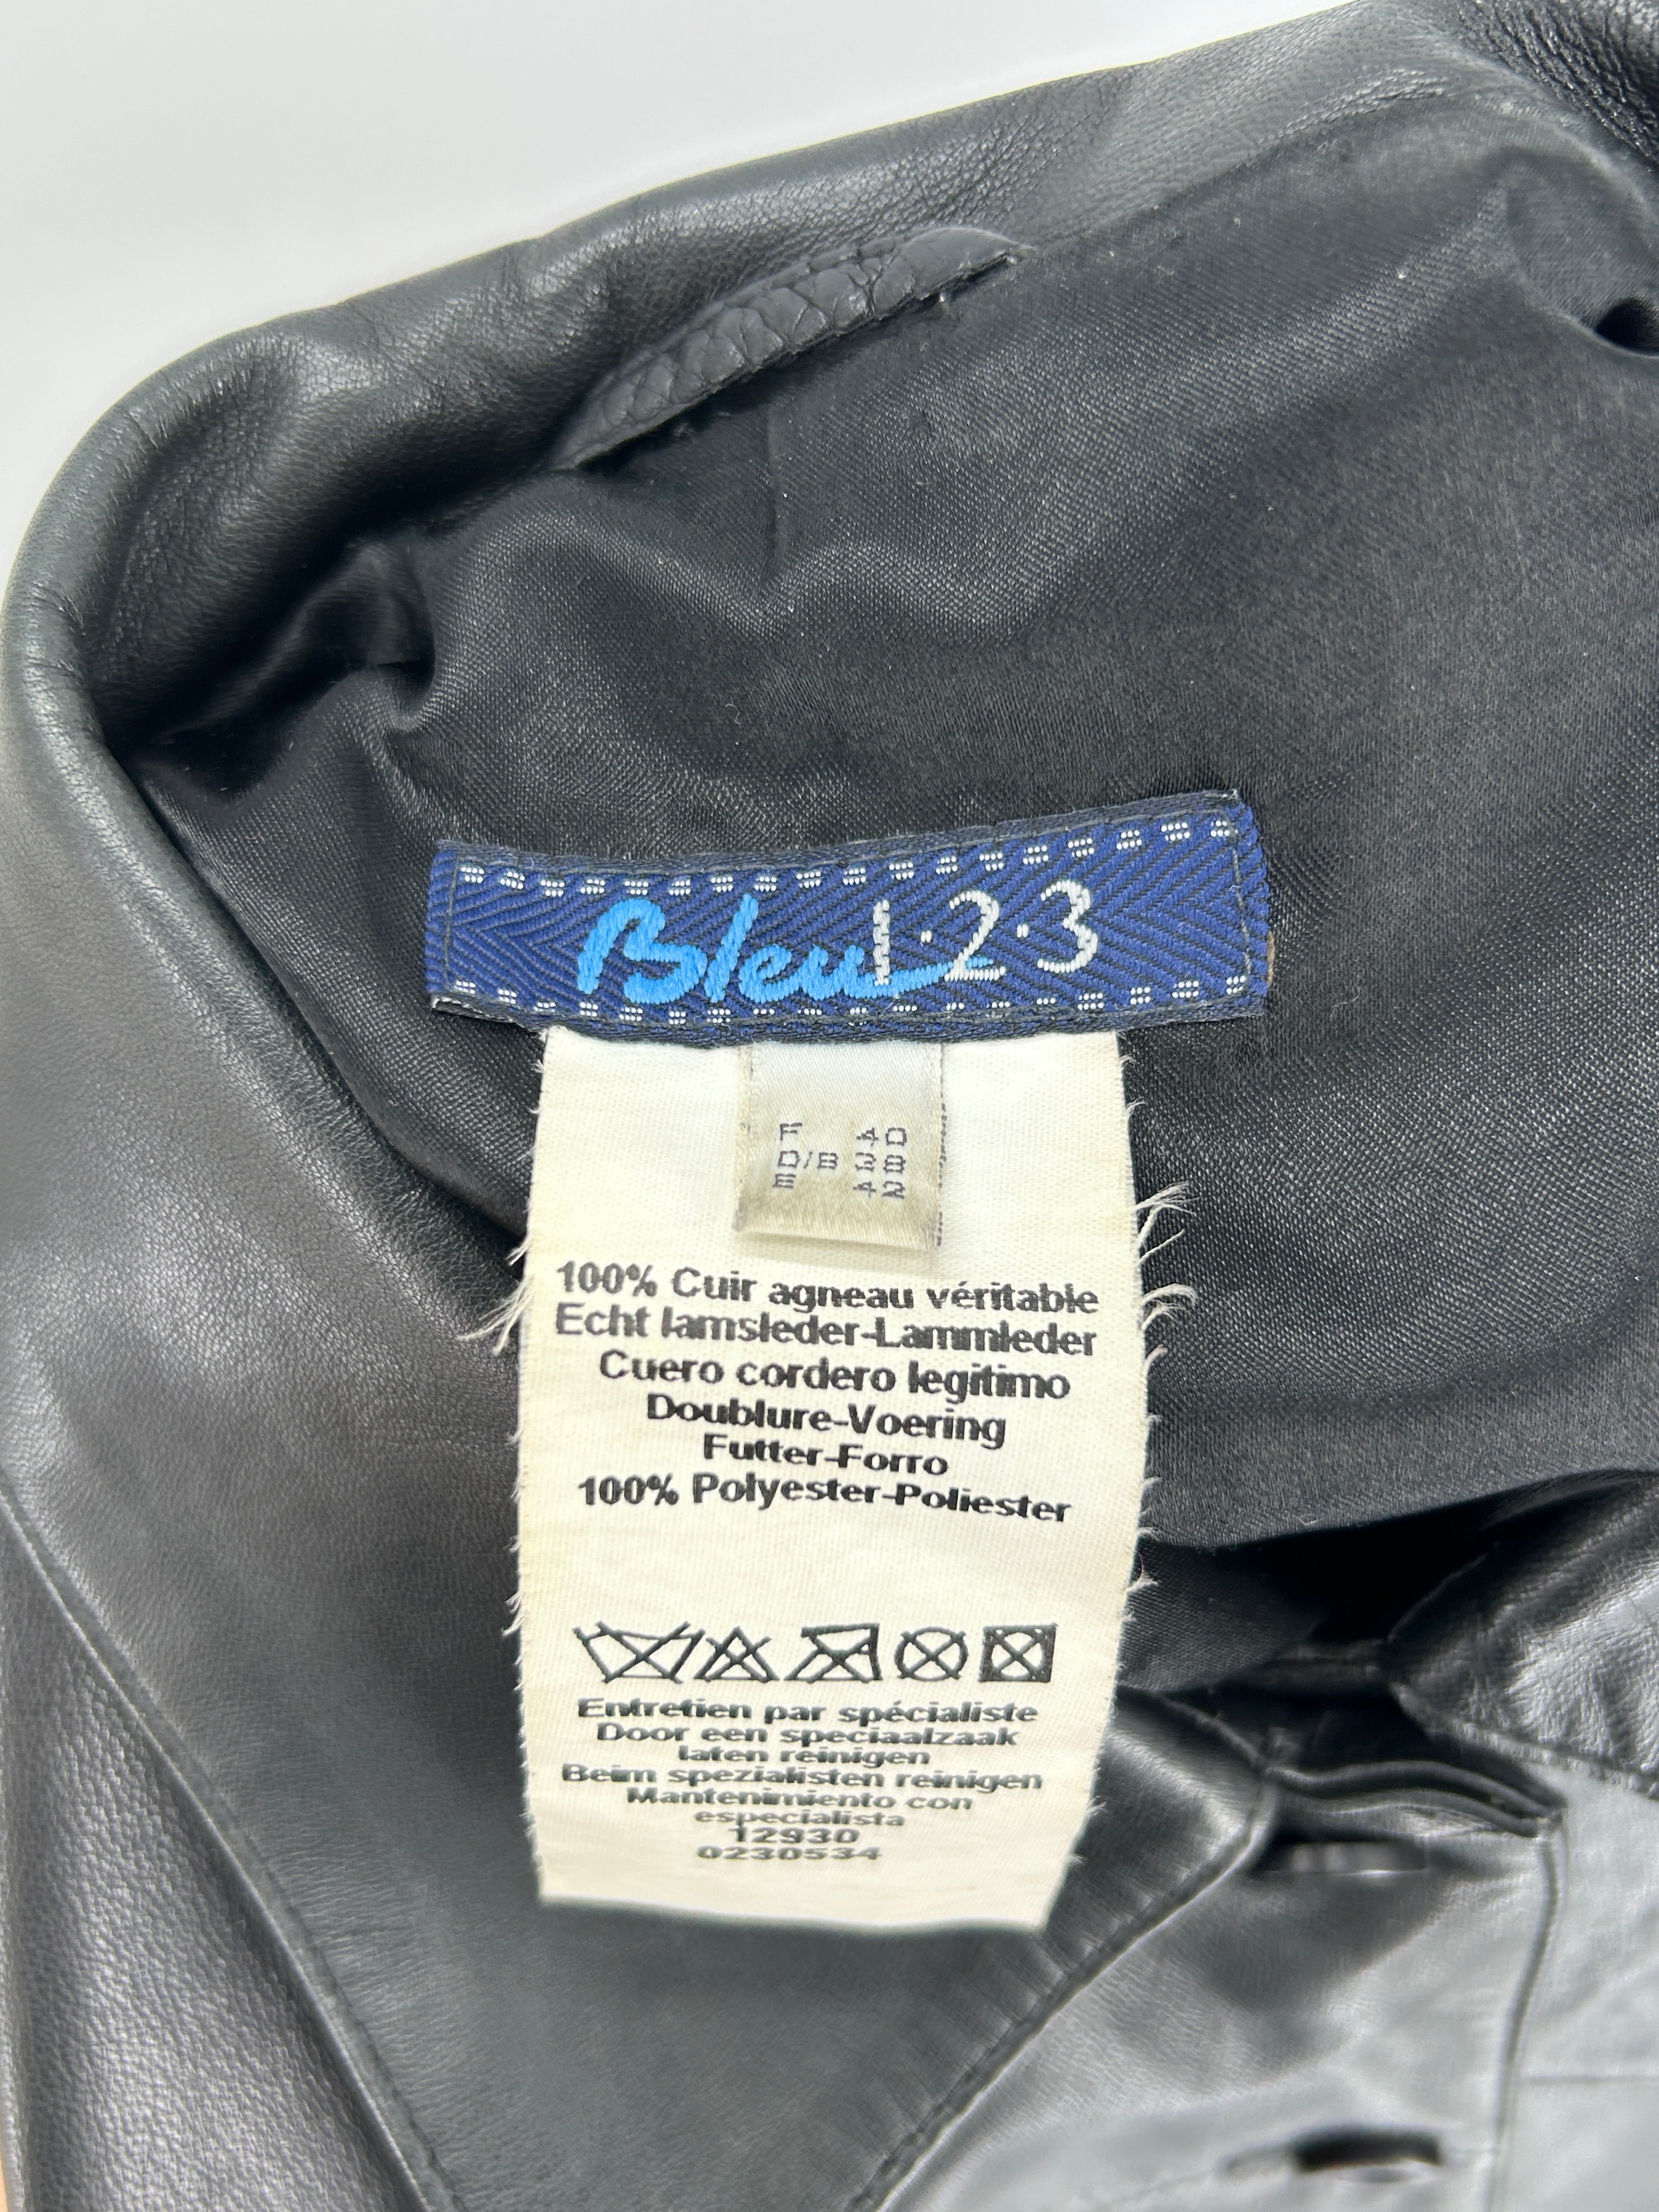 Bleu 1·2·3
F 40
D/B 38
E 42
100% Cuir agneau véritable
Echt lamsleder-Lammleder
Cuero cordero legitimo
Doublure-Voering
Futter-Forro
100% Polyester-Poliester
Entretien par spécialiste
Door een speciaalzaak
laten reinigen
Beim spezialisten reinigen
Mantenimiento con
especialista
12930
0230534